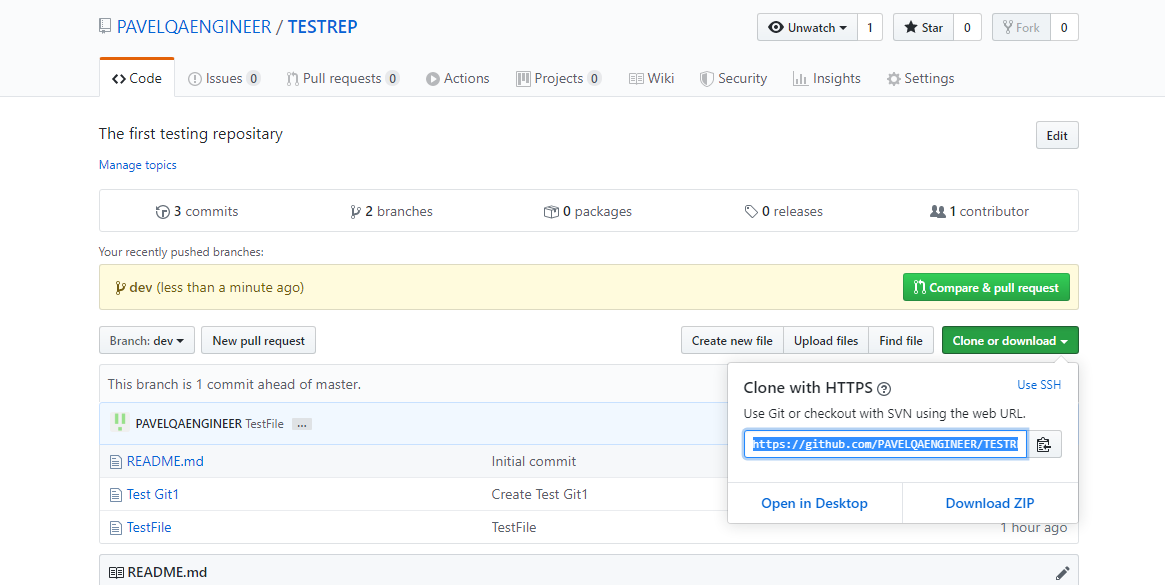 PAVELQAENGINEER / TESTREP
Unwatch 1 Star 0 Fork 0
Code Issues 0 Pull requests 0 Actions Projects 0 Wiki Security Insights Settings
The first testing repositary Edit
Manage topics
3 commits 2 branches 0 packages 0 releases 1 contributor
Your recently pushed branches:
dev (less than a minute ago) Compare & pull request
Branch: dev New pull request Create new file Upload files Find file Clone or download
This branch is 1 commit ahead of master.
Clone with HTTPS ? Use SSH
Use Git or checkout with SVN using the web URL.
https://github.com/PAVELQAENGINEER/TESTR
Open in Desktop Download ZIP
PAVELQAENGINEER TestFile ...
README.md Initial commit
Test Git1 Create Test Git1
TestFile TestFile 1 hour ago
README.md